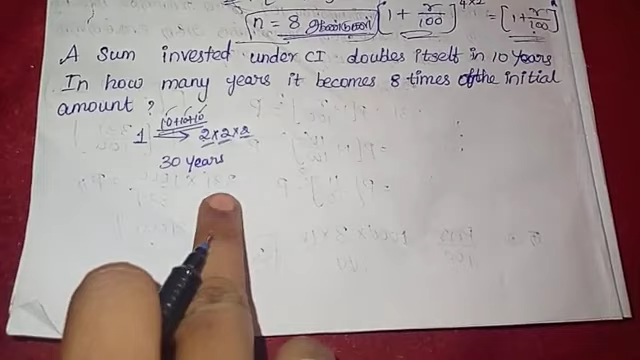 n = 8 ஆண்டுகள் [1 + r/100]^4×2 = [1 + r/100]
A Sum invested under CI doubles itself in 10 years
In how many years it becomes 8 times of the initial
amount ?
10+10+10
1 → 2×2×2
30 years